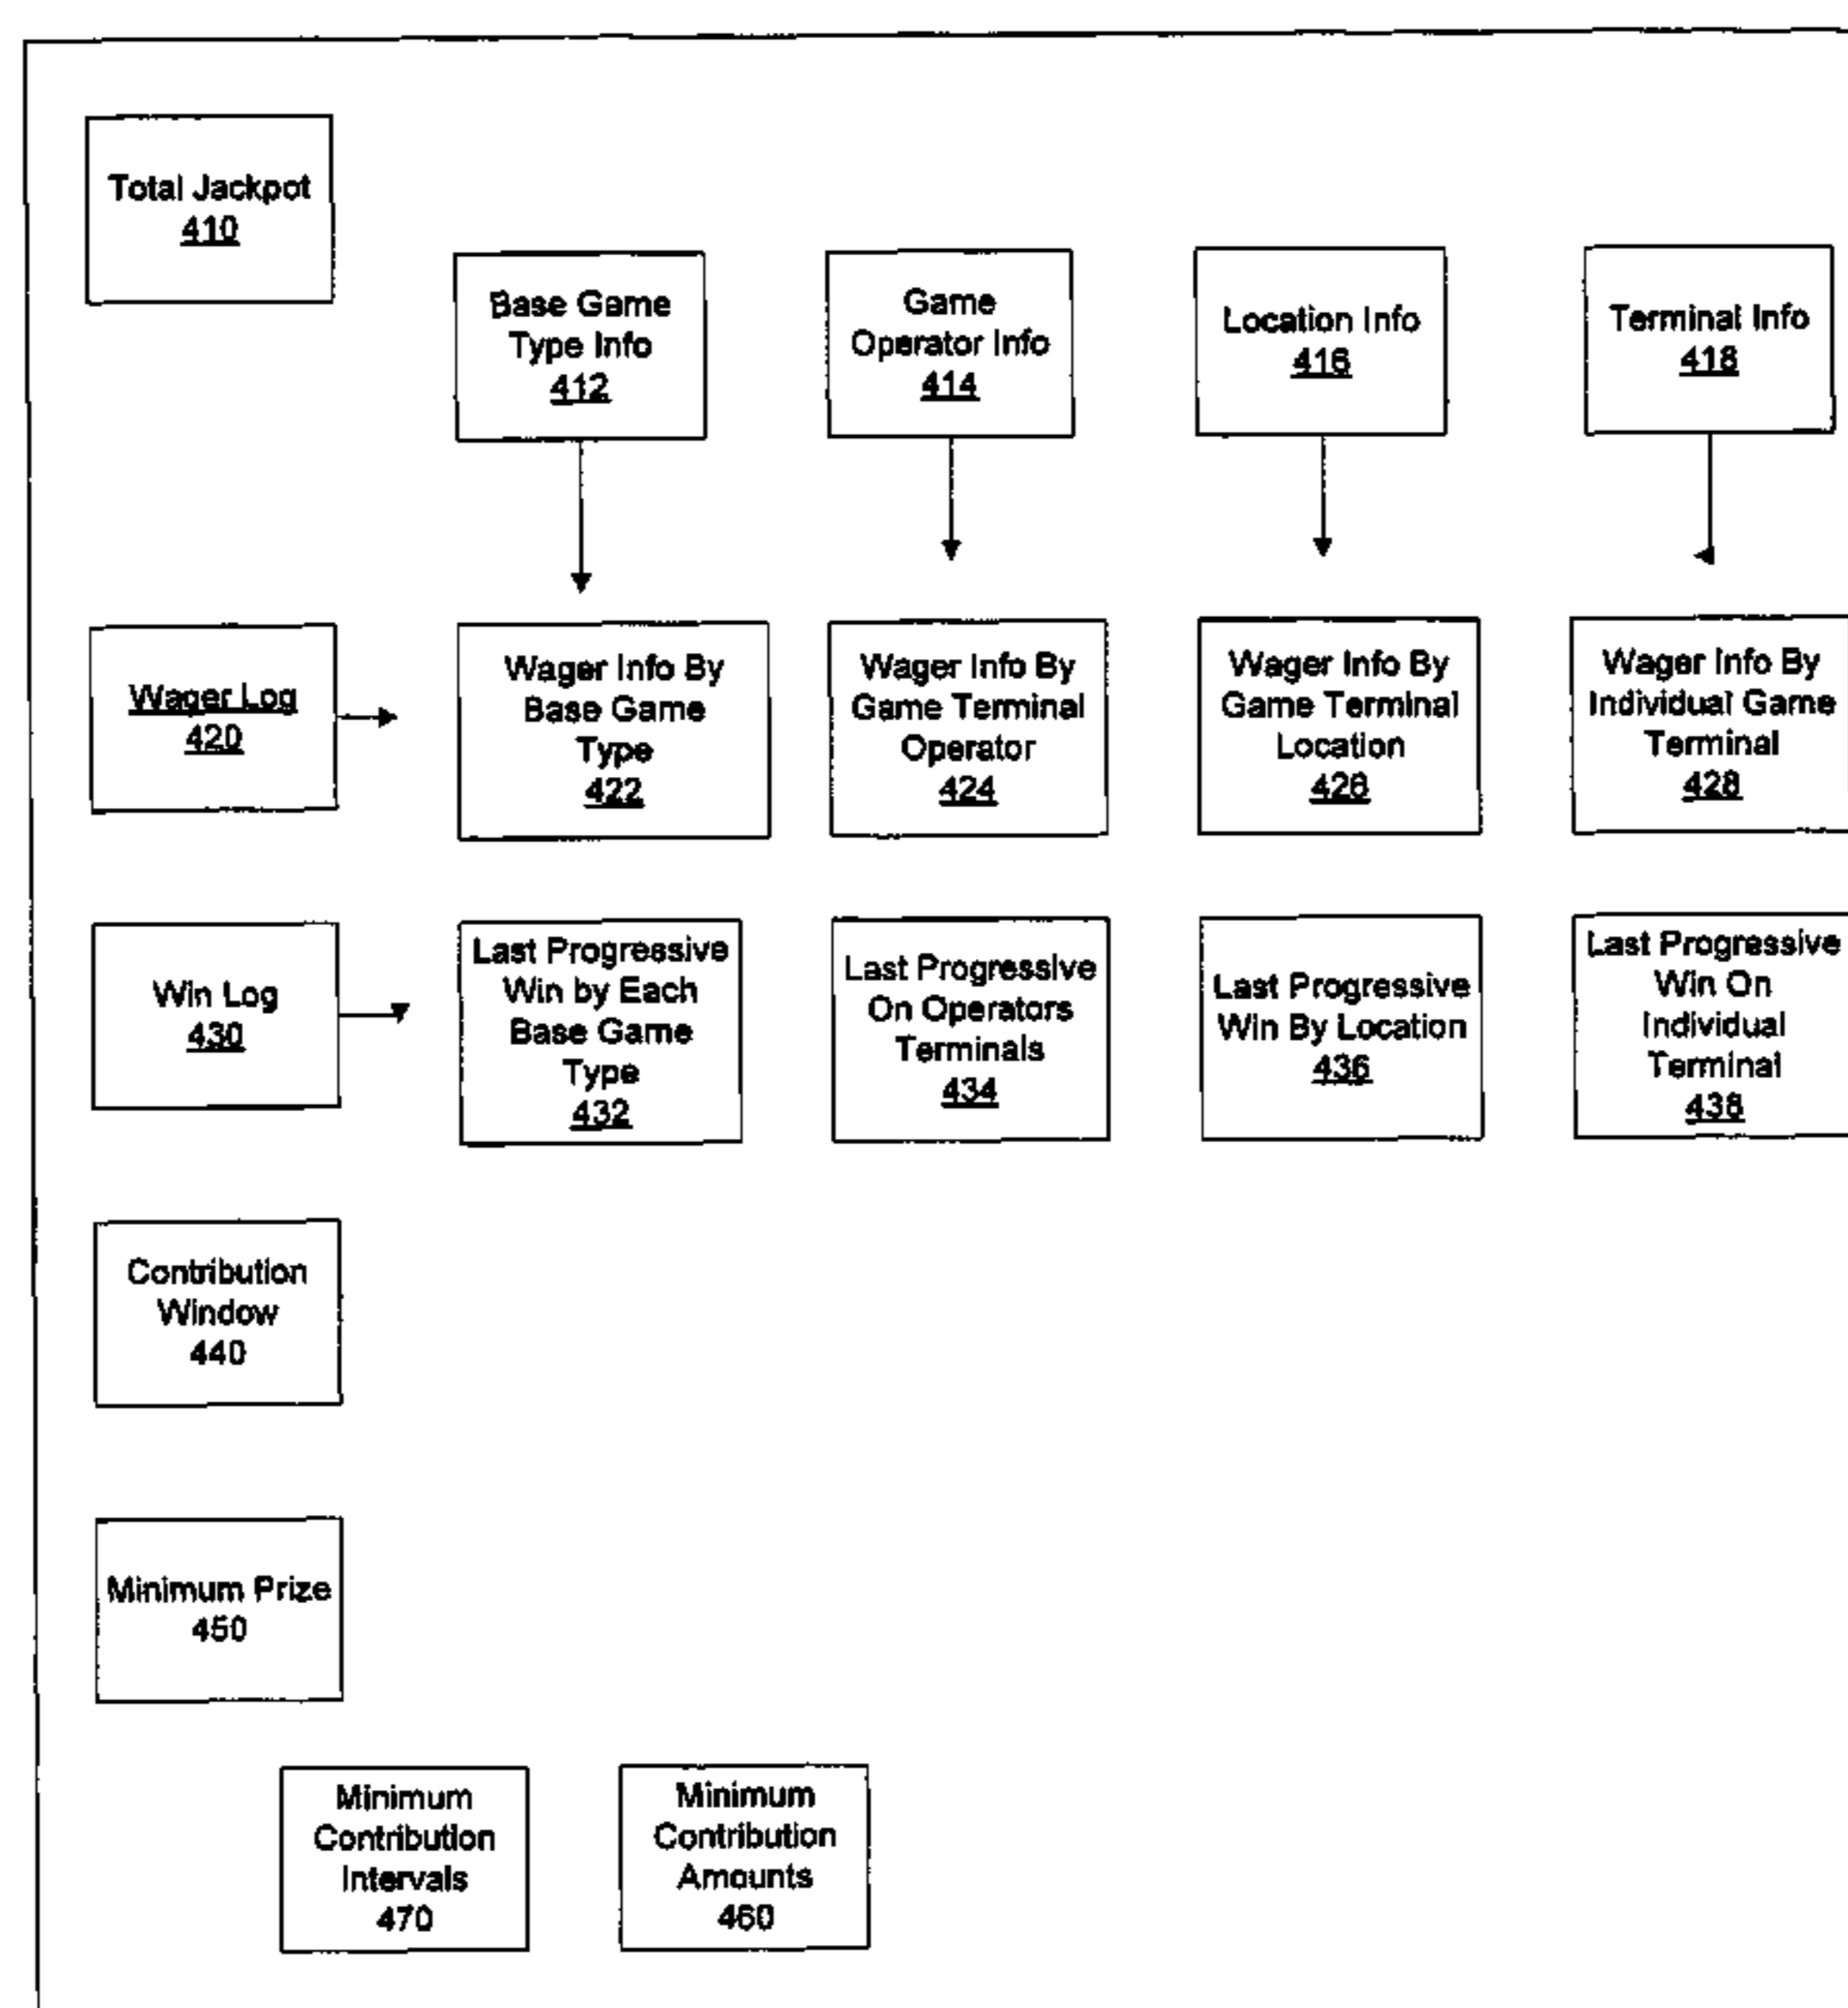 Total Jackpot
410
Base Game
Type Info
412
Game
Operator Info
414
Location Info
416
Terminal Info
418
Wager Log
420
Wager Info By
Base Game
Type
422
Wager Info By
Game Terminal
Operator
424
Wager Info By
Game Terminal
Location
426
Wager Info By
Individual Game
Terminal
428
Win Log
430
Last Progressive
Win by Each
Base Game
Type
432
Last Progressive
On Operators
Terminals
434
Last Progressive
Win By Location
436
Last Progressive
Win On
Individual
Terminal
438
Contribution
Window
440
Minimum Prize
450
Minimum
Contribution
Intervals
470
Minimum
Contribution
Amounts
460